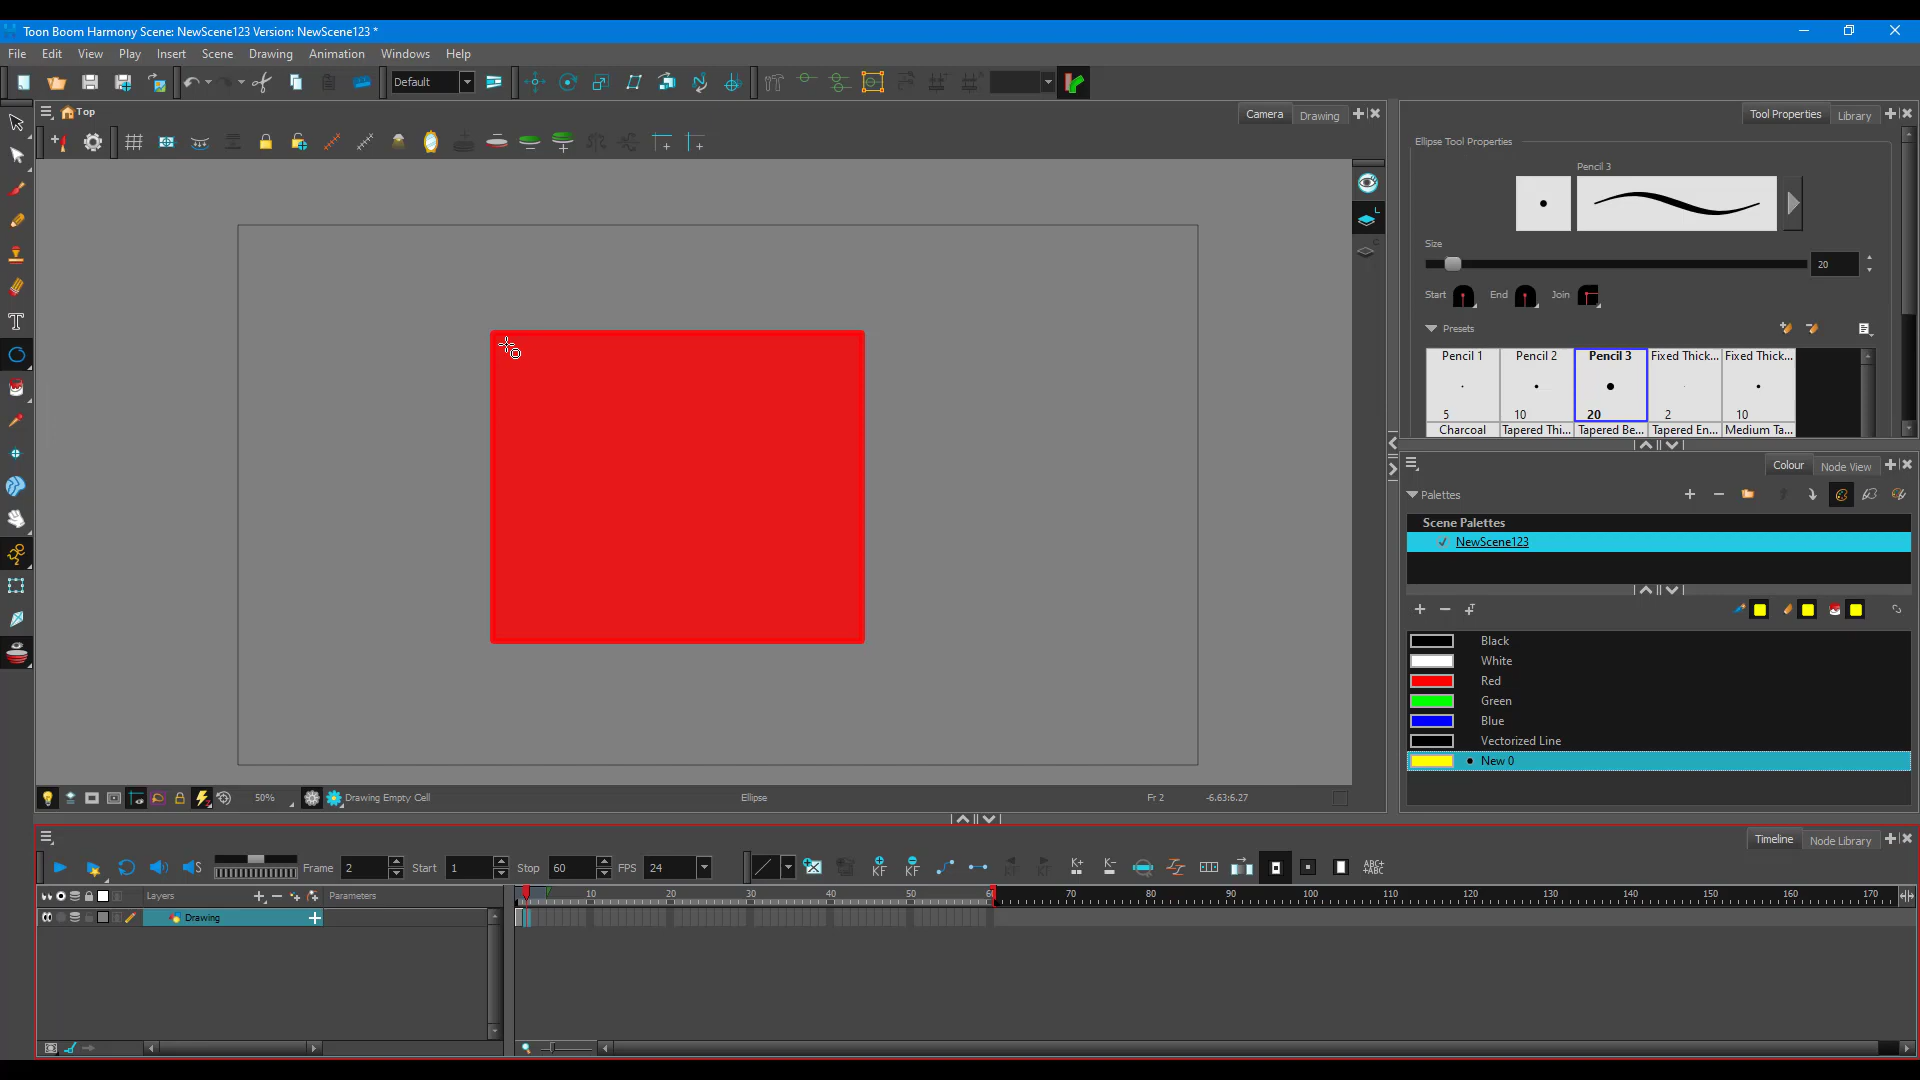 Toon Boom Harmony Scene: NewScene123 Version: NewScene123 *
File Edit View Play Insert Scene Drawing Animation Windows Help
Default
Top
Camera Drawing
Tool Properties Library
Ellipse Tool Properties
Pencil 3
Size
20
Start End Join
Presets
Pencil 1 Pencil 2 Pencil 3 Fixed Thick... Fixed Thick...
5 10 20 2 10
Charcoal Tapered Thi... Tapered Be... Tapered En... Medium Ta...
Colour Node View
Palettes
Scene Palettes
NewScene123
Black
White
Red
Green
Blue
Vectorized Line
New 0
50% Drawing Empty Cell Ellipse Fr 2 -6.63:6.27
Timeline Node Library
Frame 2 Start 1 Stop 60 FPS 24
Layers Parameters
10 20 30 40 50 6 70 80 90 100 110 120 130 140 150 160 170
Drawing